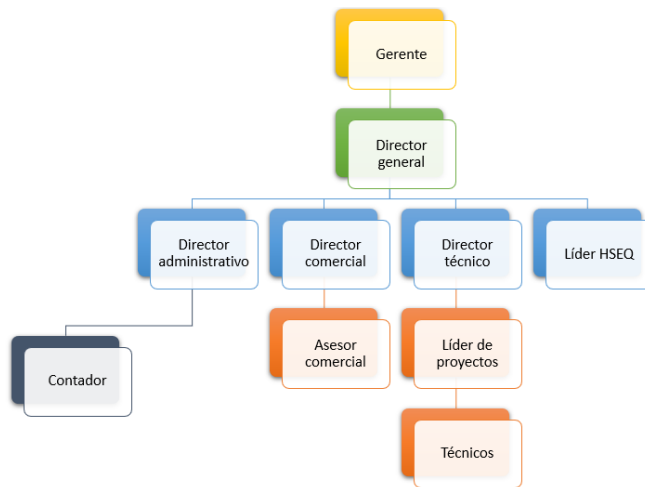 Gerente
Director
general
Director
administrativo
Director
comercial
Director
técnico
Líder HSEQ
Contador
Asesor
comercial
Líder de
proyectos
Técnicos